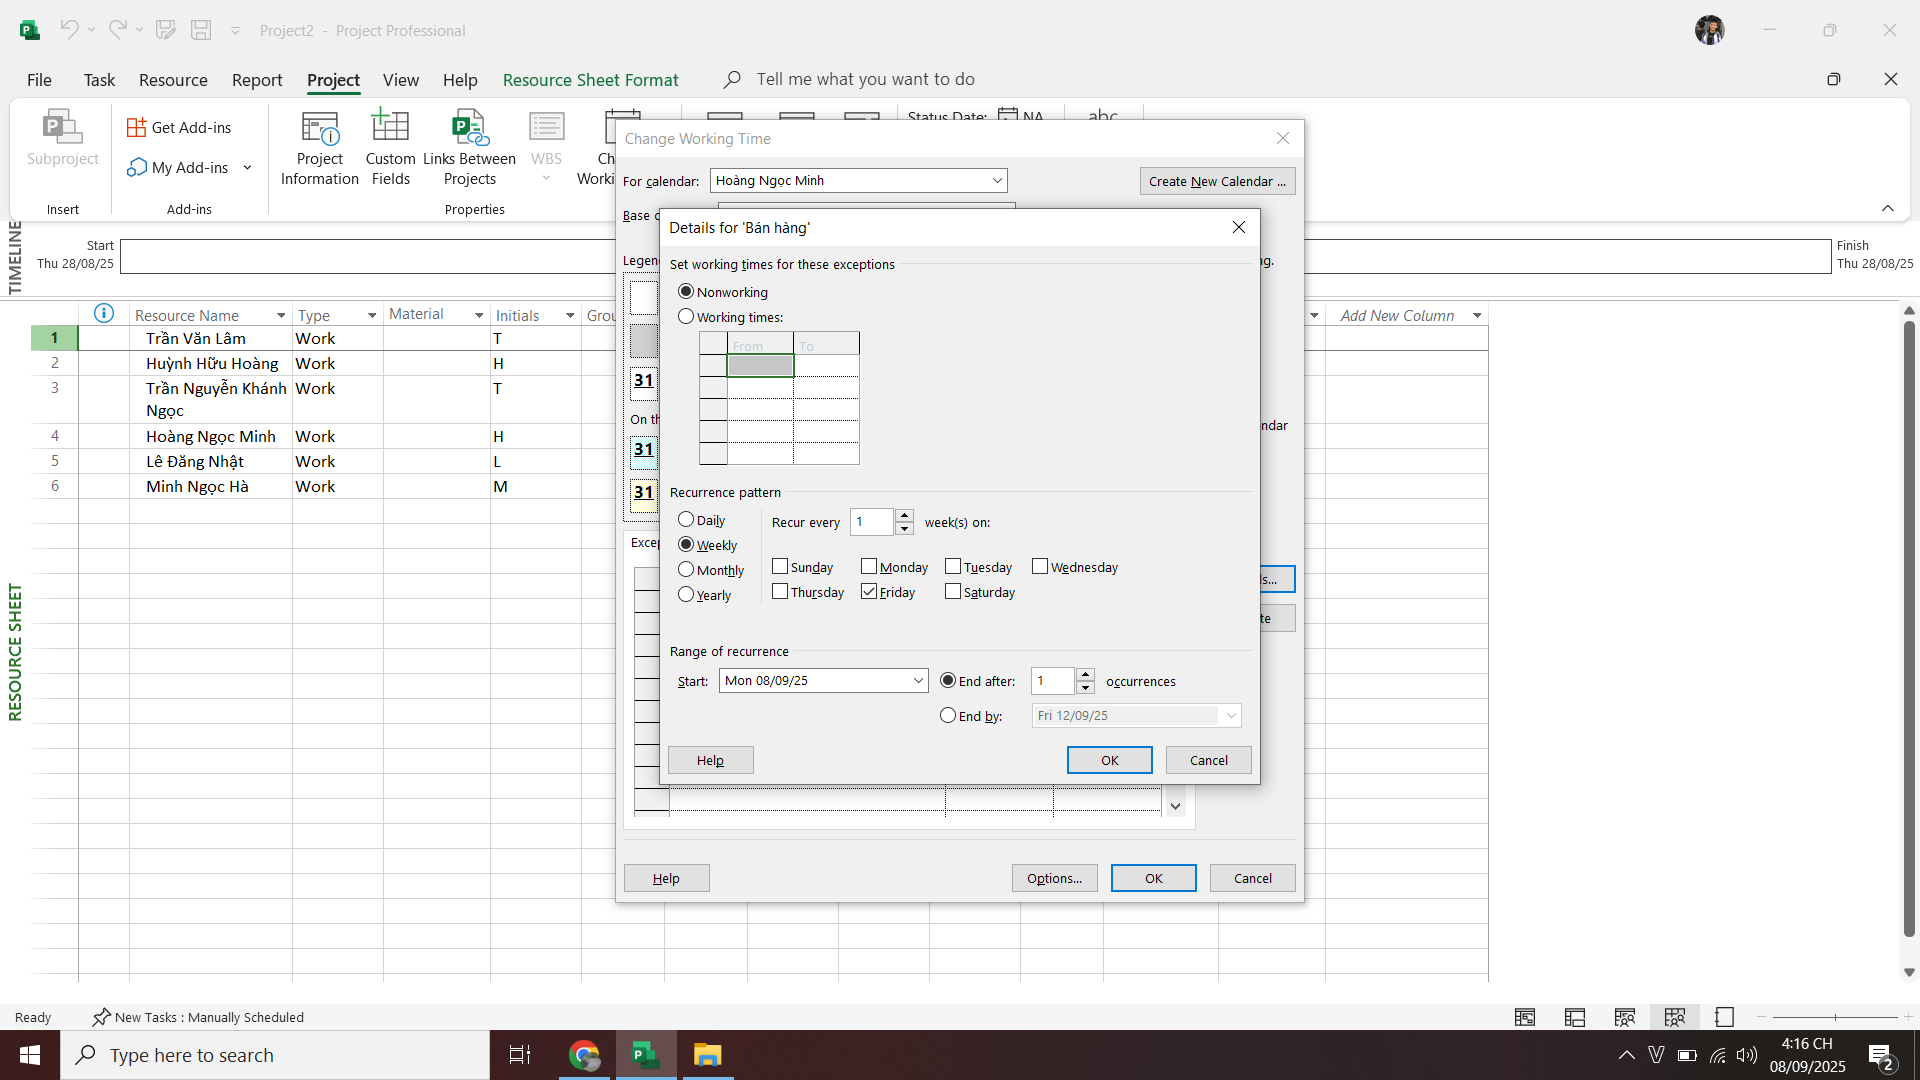 Project2 - Project Professional
File Task Resource Report Project View Help Resource Sheet Format Tell me what you want to do
Subproject
Get Add-ins
My Add-ins
Project Information
Custom Fields
Links Between Projects
WBS
Status Date: NA
abc
Insert Add-ins Properties
TIMELINE
Start
Thu 28/08/25
Finish
Thu 28/08/25
Change Working Time
For calendar: Hoàng Ngọc Minh Create New Calendar ...
Details for 'Bán hàng'
Set working times for these exceptions
Nonworking
Working times:
From To
Recurrence pattern
Daily
Weekly
Monthly
Yearly
Recur every 1 week(s) on:
Sunday Monday Tuesday Wednesday
Thursday Friday Saturday
Range of recurrence
Start: Mon 08/09/25 End after: 1 occurrences
End by: Fri 12/09/25
Help OK Cancel
31
31
31
Help Options... OK Cancel
RESOURCE SHEET
Resource Name Type Material Initials Add New Column
1 Trần Văn Lâm Work T
2 Huỳnh Hữu Hoàng Work H
3 Trần Nguyễn Khánh Ngọc Work T
4 Hoàng Ngọc Minh Work H
5 Lê Đăng Nhật Work L
6 Minh Ngọc Hà Work M
Ready New Tasks : Manually Scheduled
Type here to search
4:16 CH
08/09/2025
2